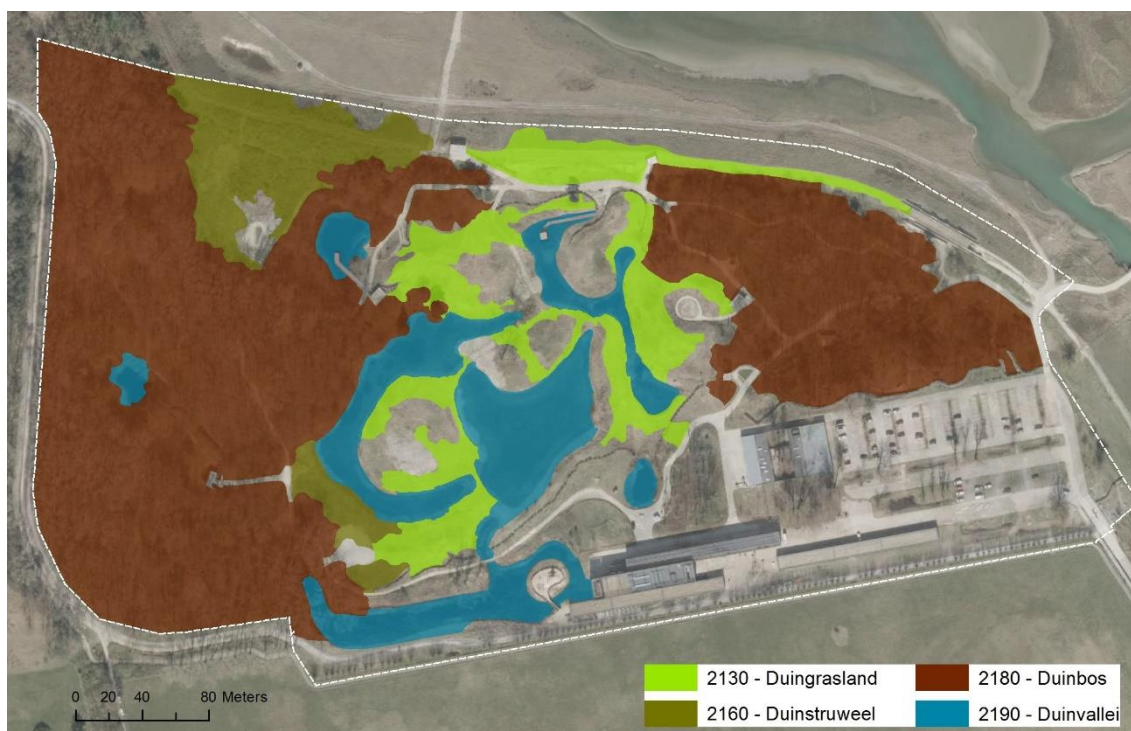 0 20 40 80 Meters
2130 - Duingrasland
2180 - Duinbos
2160 - Duinstruweel
2190 - Duinvallei